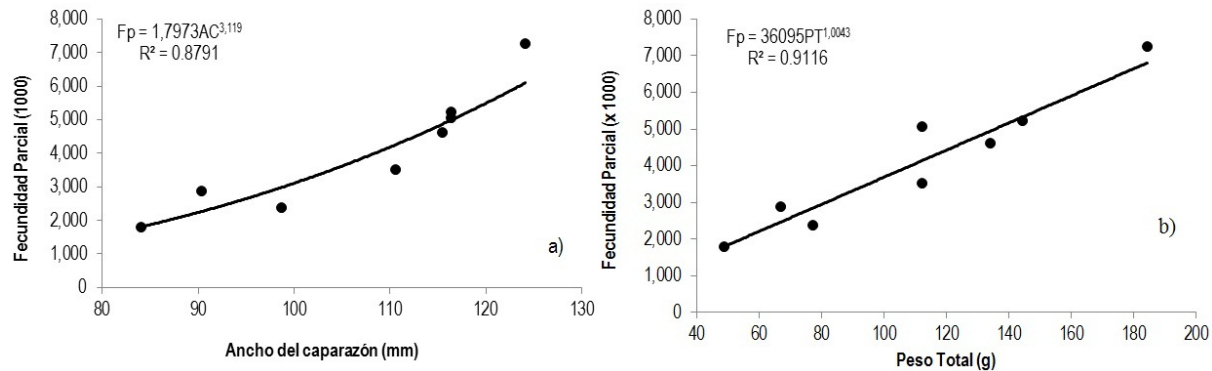 Fp = 1,7973AC^3,119
R² = 0.8791
Fecundidad Parcial (1000)
8,000
7,000
6,000
5,000
4,000
3,000
2,000
1,000
0
80 90 100 110 120 130
Ancho del caparazón (mm)
a)
Fp = 36095PT^1,0043
R² = 0.9116
Fecundidad Parcial (x 1000)
8,000
7,000
6,000
5,000
4,000
3,000
2,000
1,000
0
40 60 80 100 120 140 160 180 200
Peso Total (g)
b)